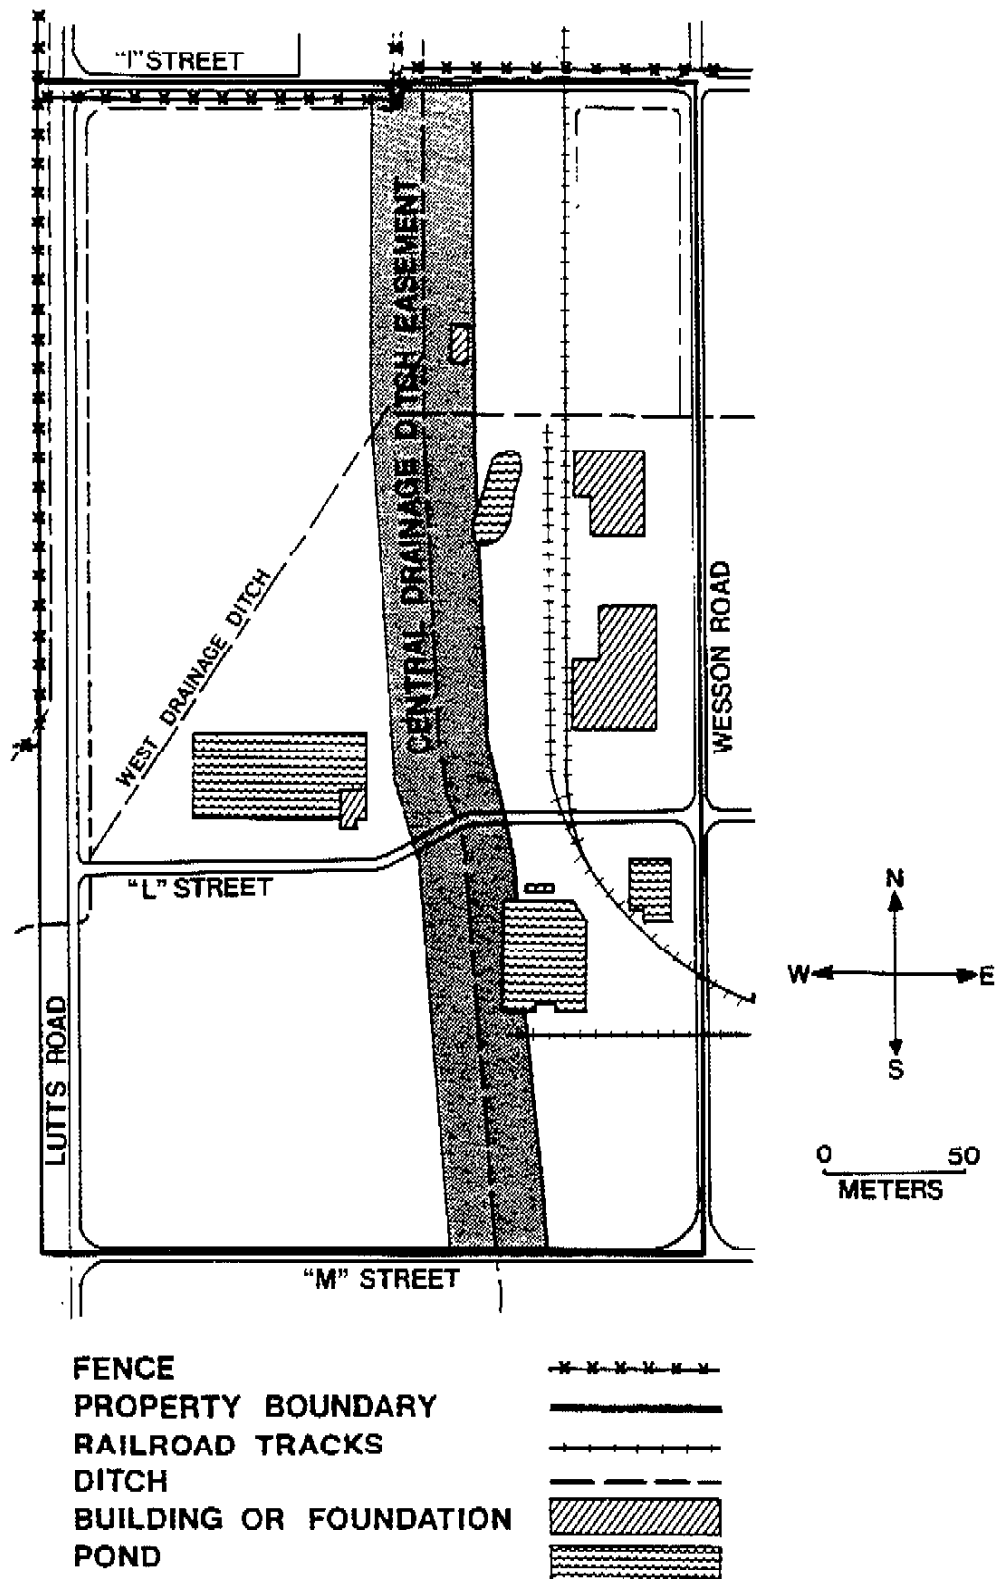 "I" STREET
CENTRAL DRAINAGE DITCH EASEMENT
WEST DRAINAGE DITCH
WESSON ROAD
"L" STREET
LUTTS ROAD
"M" STREET
N
W E
S
0 50
METERS
FENCE
PROPERTY BOUNDARY
RAILROAD TRACKS
DITCH
BUILDING OR FOUNDATION
POND